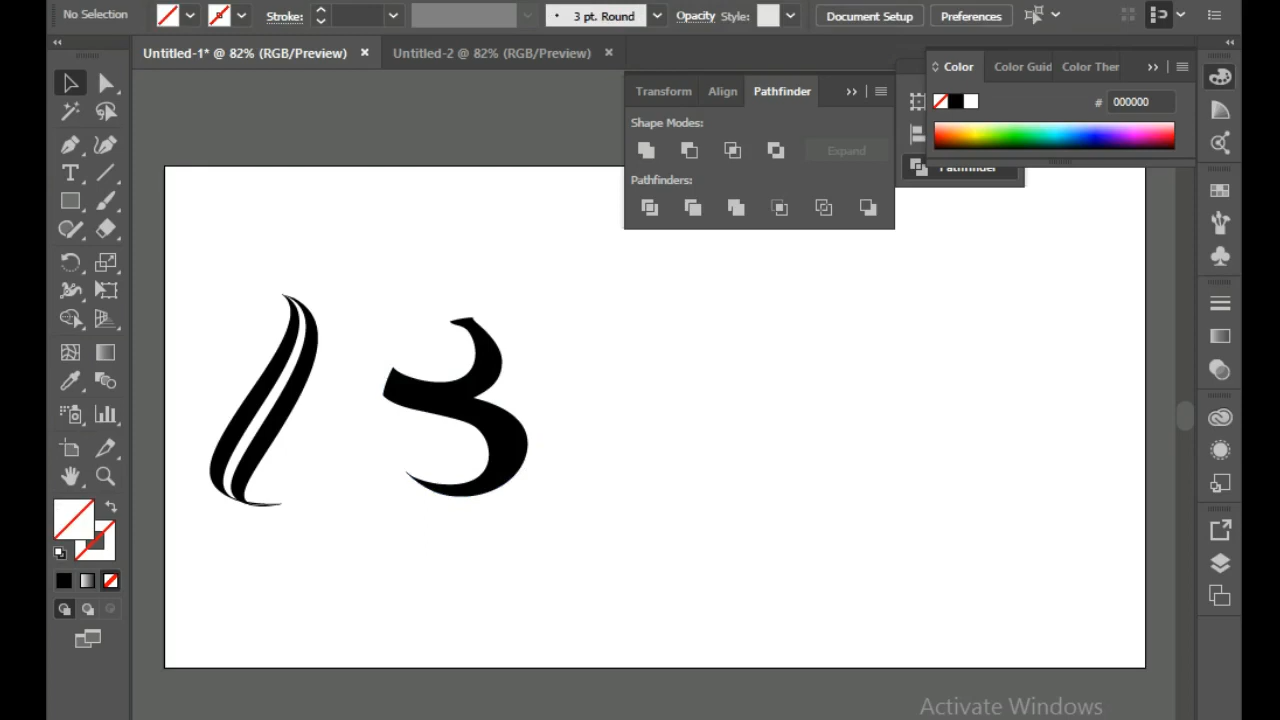 No Selection
Stroke:
3 pt. Round
Opacity
Style:
Document Setup
Preferences
Untitled-1* @ 82% (RGB/Preview)
Untitled-2 @ 82% (RGB/Preview)
Transform
Align
Pathfinder
Shape Modes:
Expand
Pathfinders:
Color
Color Guid
Color Ther
# 000000
Pathfinder
Activate Windows